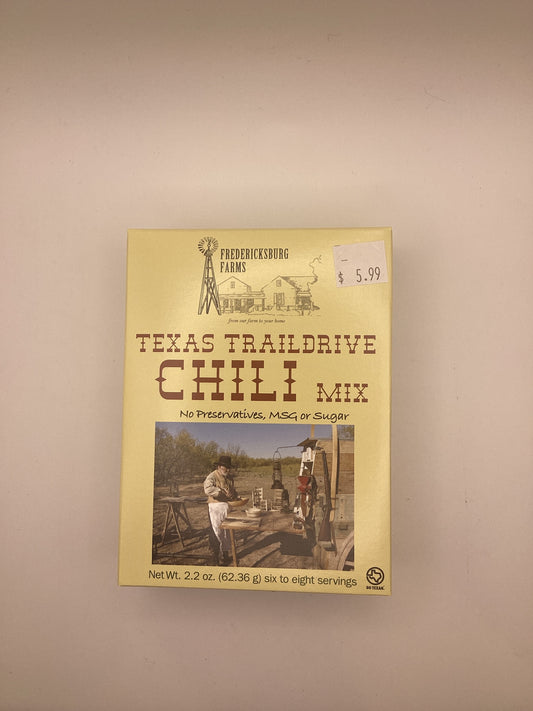 FREDERICKSBURG
FARMS
–
$ 5.99
from our farm to your home
TEXAS TRAILDRIVE
CHILI MIX
No Preservatives, MSG or Sugar
Net Wt. 2.2 oz. (62.36 g) six to eight servings
GO TEXAN.